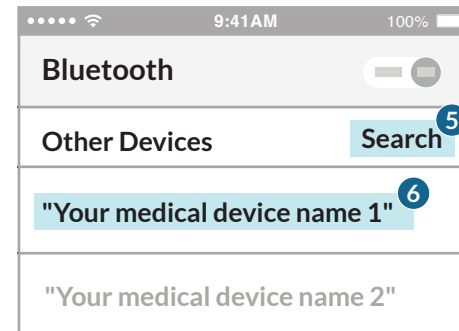 9:41AM 100%
Bluetooth
Other Devices Search 5
"Your medical device name 1" 6
"Your medical device name 2"